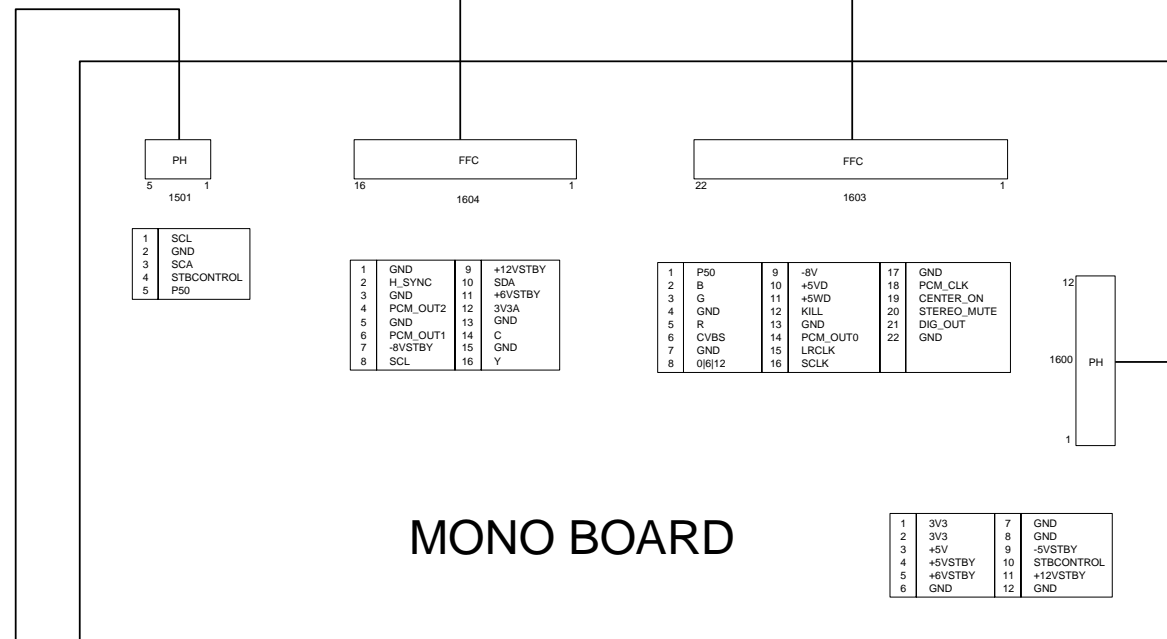 PH
5 1
1501
FFC
16 1
1604
FFC
22 1
1603
1 SCL
2 GND
3 SCA
4 STBCONTROL
5 P50
1 GND 9 +12VSTBY
2 H_SYNC 10 SDA
3 GND 11 +6VSTBY
4 PCM_OUT2 12 3V3A
5 GND 13 GND
6 PCM_OUT1 14 C
7 -8VSTBY 15 GND
8 SCL 16 Y
1 P50 9 -8V 17 GND
2 B 10 +5VD 18 PCM_CLK
3 G 11 +5WD 19 CENTER_ON
4 GND 12 KILL 20 STEREO_MUTE
5 R 13 GND 21 DIG_OUT
6 CVBS 14 PCM_OUT0 22 GND
7 GND 15 LRCLK
8 0|6|12 16 SCLK
12
1600 PH
1
MONO BOARD
1 3V3 7 GND
2 3V3 8 GND
3 +5V 9 -5VSTBY
4 +5VSTBY 10 STBCONTROL
5 +6VSTBY 11 +12VSTBY
6 GND 12 GND